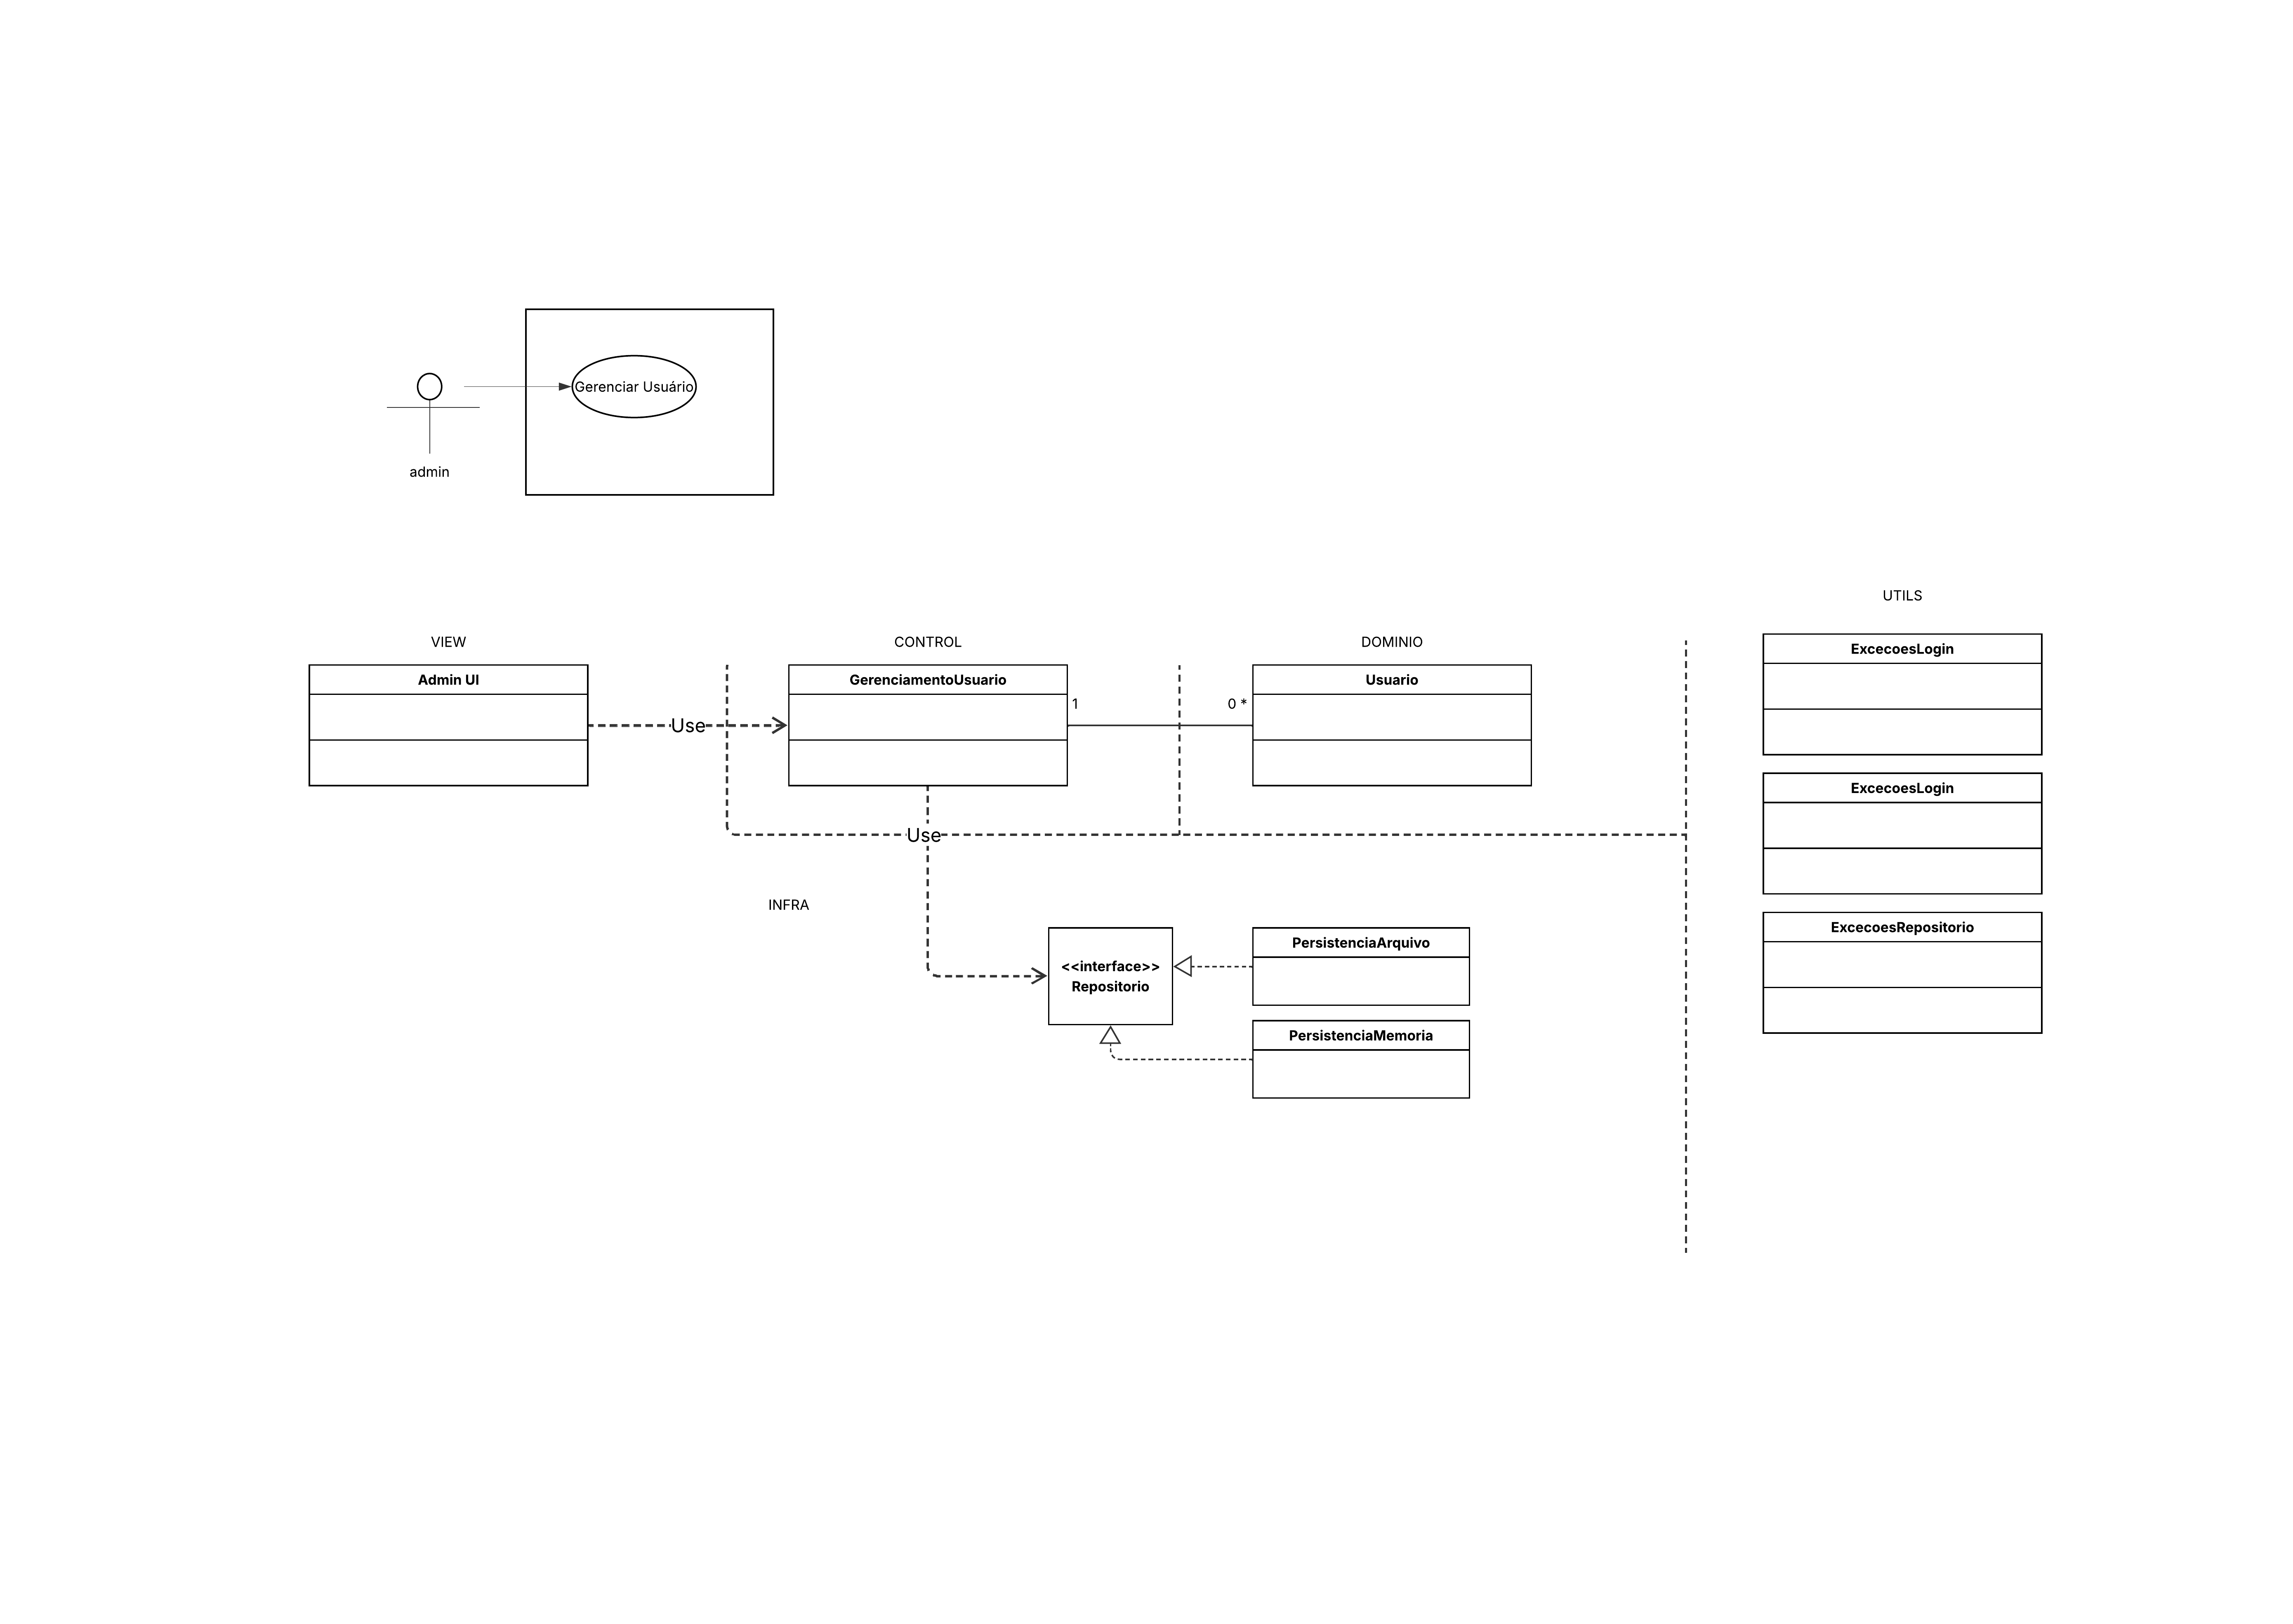 Gerenciar Usuário
admin
UTILS
VIEW
CONTROL
DOMINIO
ExcecoesLogin
Admin UI
GerenciamentoUsuario
Usuario
1
0 *
Use
ExcecoesLogin
Use
INFRA
ExcecoesRepositorio
<<interface>>
Repositorio
PersistenciaArquivo
PersistenciaMemoria